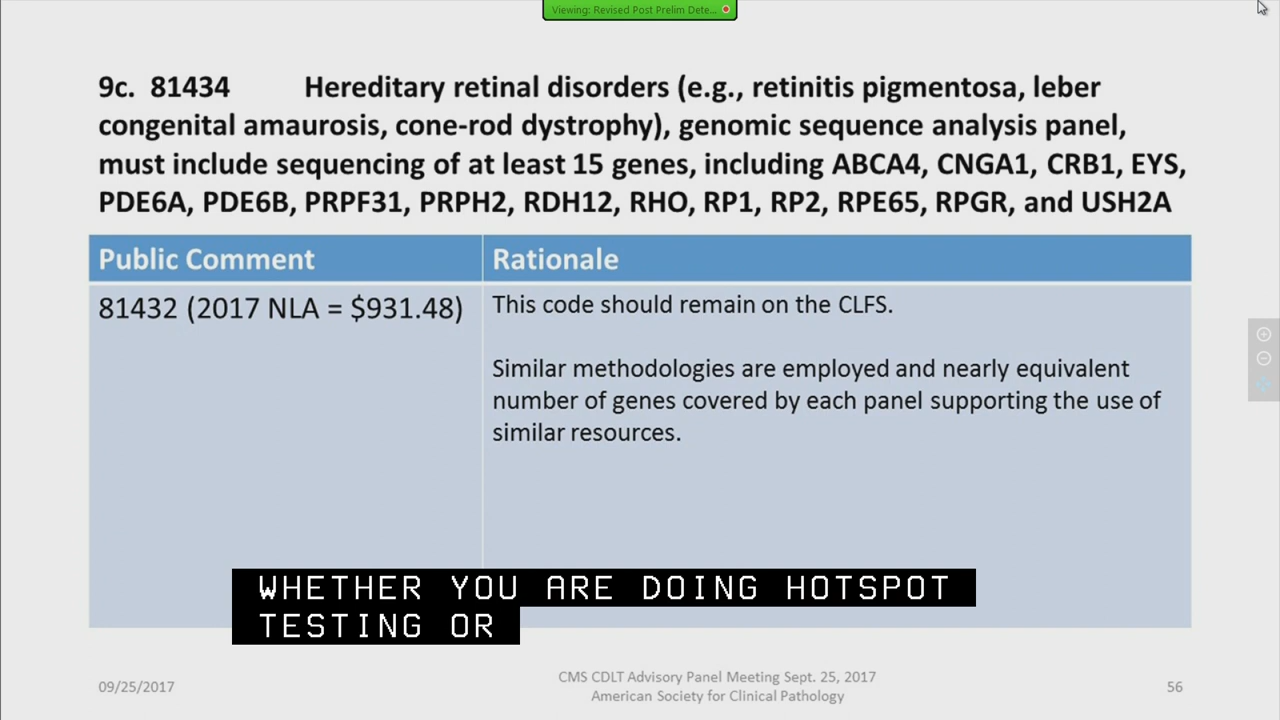 Viewing: Revised Post Prelim Dete...
9c. 81434 Hereditary retinal disorders (e.g., retinitis pigmentosa, leber
congenital amaurosis, cone-rod dystrophy), genomic sequence analysis panel,
must include sequencing of at least 15 genes, including ABCA4, CNGA1, CRB1, EYS,
PDE6A, PDE6B, PRPF31, PRPH2, RDH12, RHO, RP1, RP2, RPE65, RPGR, and USH2A
Public Comment
Rationale
81432 (2017 NLA = $931.48)
This code should remain on the CLFS.
Similar methodologies are employed and nearly equivalent
number of genes covered by each panel supporting the use of
similar resources.
WHETHER YOU ARE DOING HOTSPOT
TESTING OR
09/25/2017
CMS CDLT Advisory Panel Meeting Sept. 25, 2017
American Society for Clinical Pathology
56